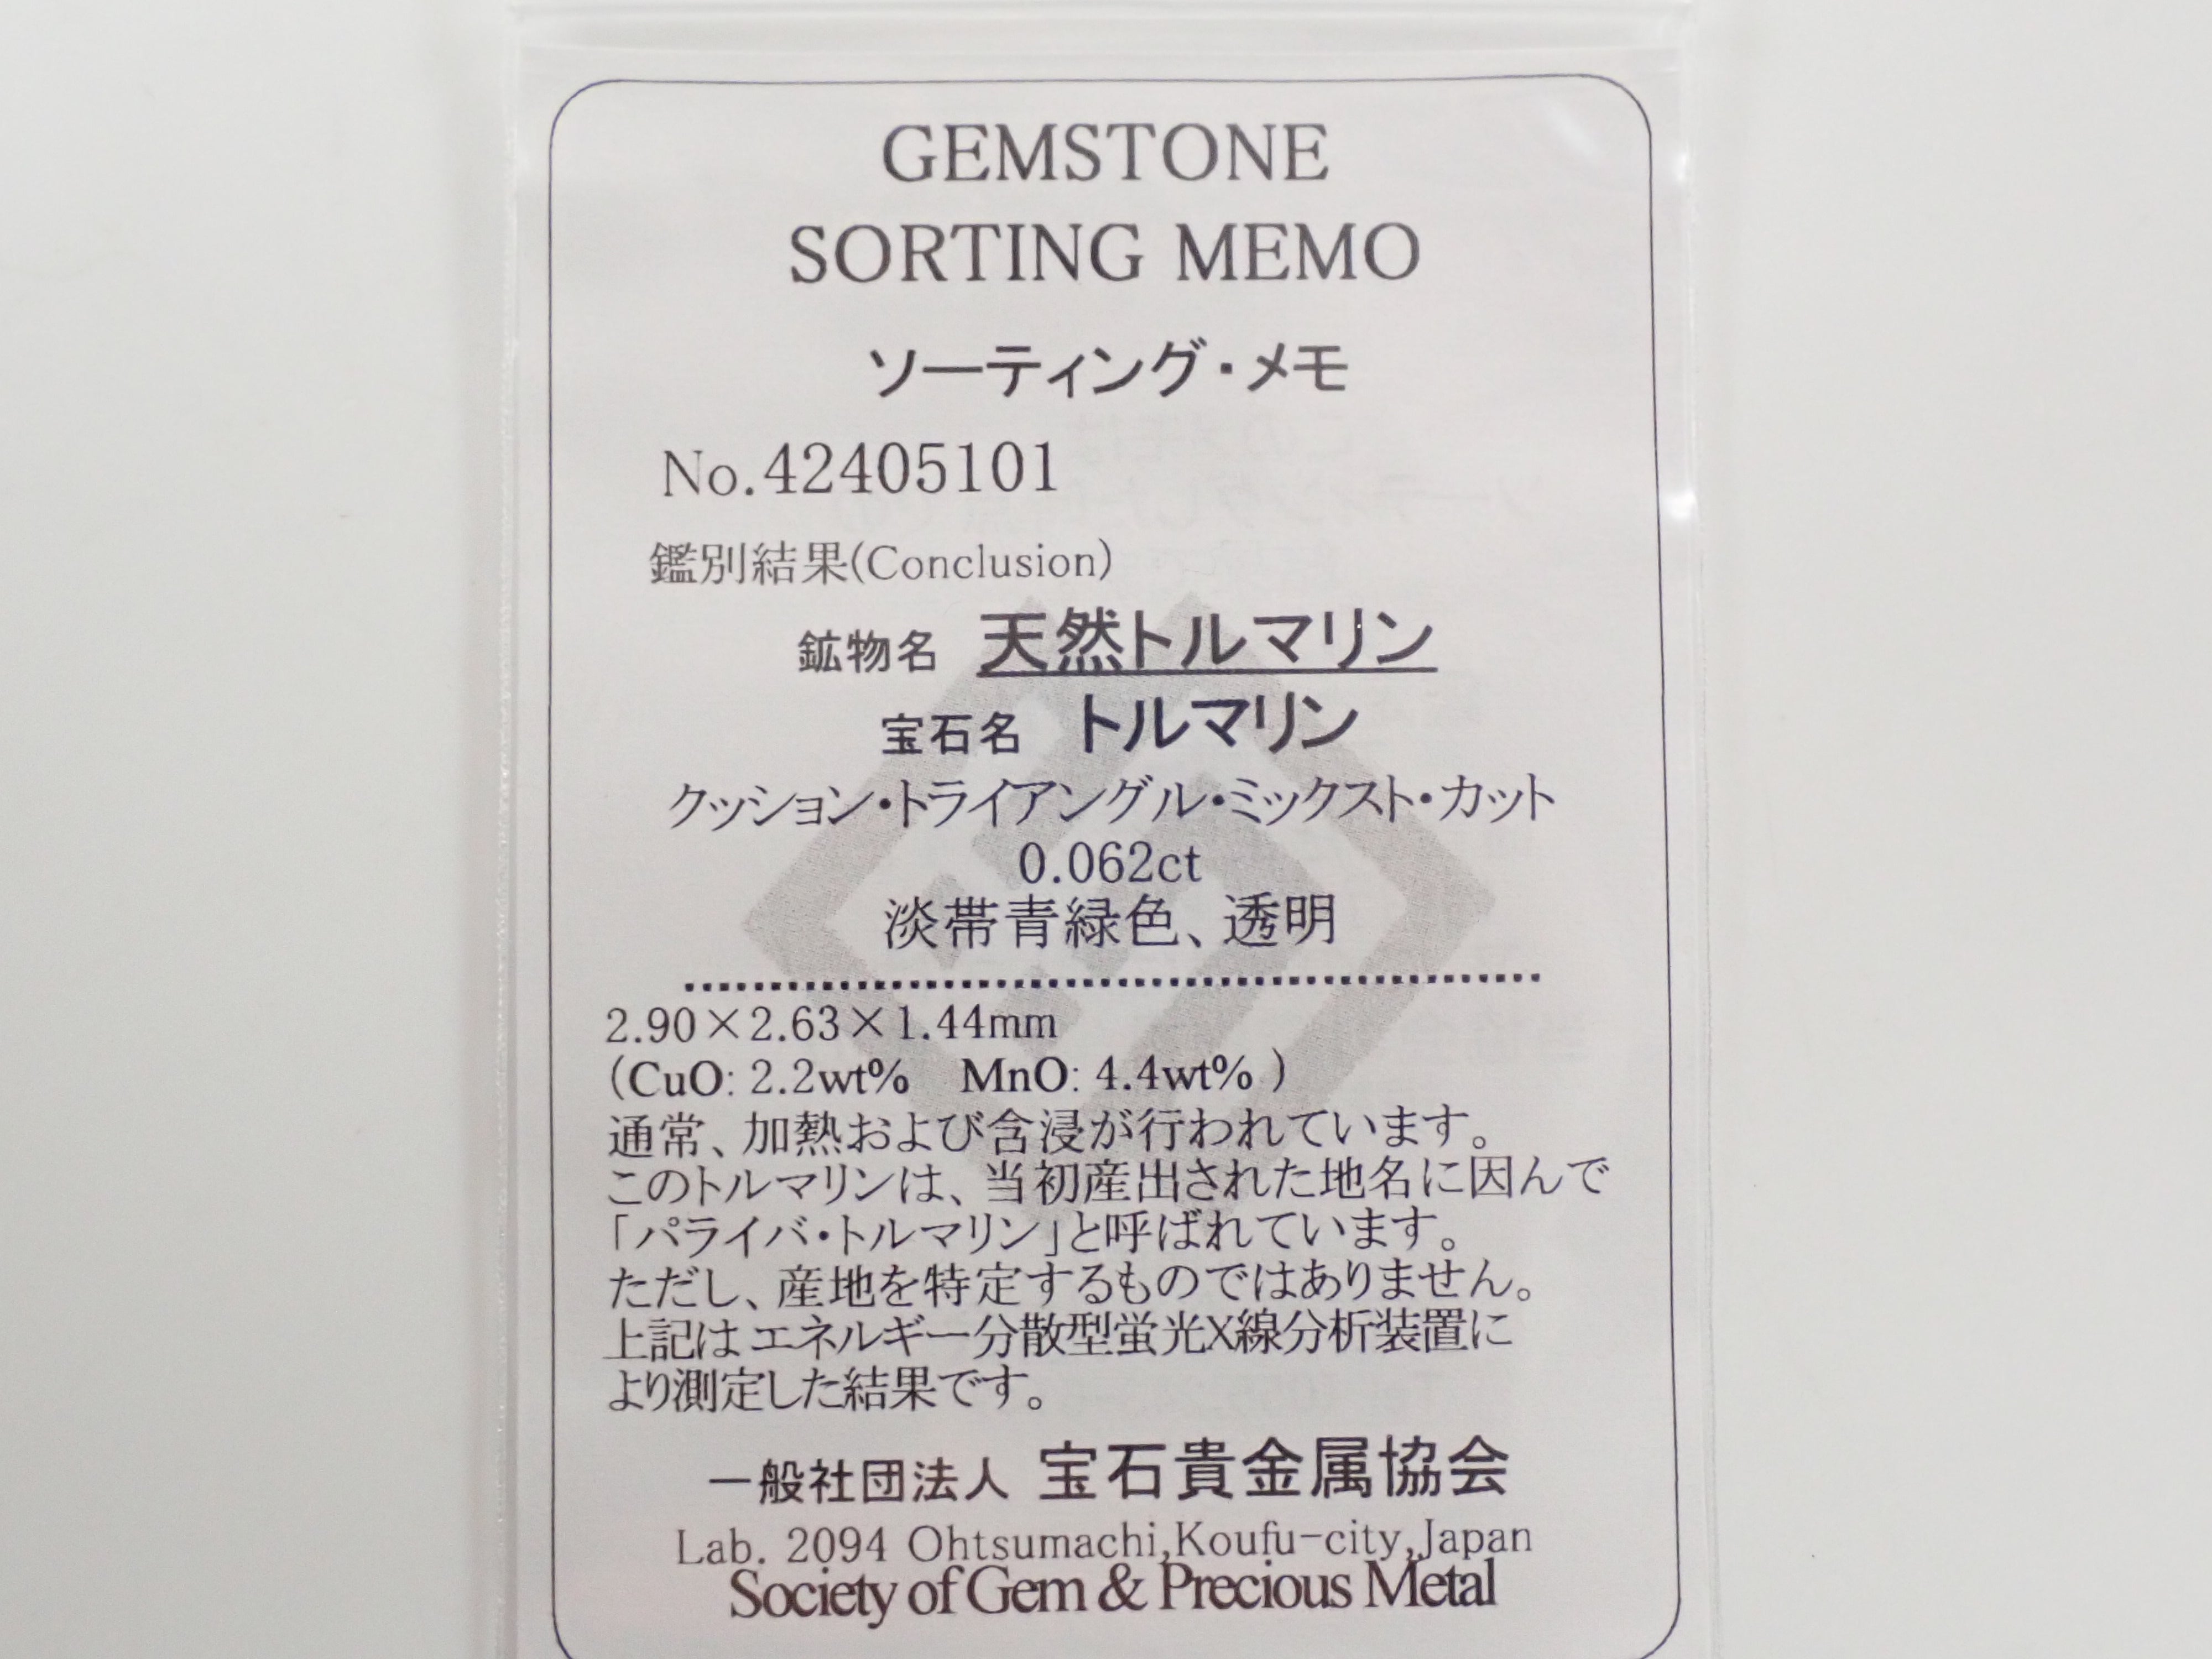 GEMSTONE
SORTING MEMO
ソーティング・メモ
No.42405101
鑑別結果(Conclusion)
鉱物名 天然トルマリン
宝石名 トルマリン
クッション・トライアングル・ミックスト・カット
0.062ct
淡帯青緑色、透明
2.90×2.63×1.44mm
(CuO: 2.2wt% MnO: 4.4wt% )
通常、加熱および含浸が行われています。
このトルマリンは、当初産出された地名に因んで
「パライバ・トルマリン」と呼ばれています。
ただし、産地を特定するものではありません。
上記はエネルギー分散型蛍光X線分析装置に
より測定した結果です。
一般社団法人 宝石貴金属協会
Lab. 2094 Ohtsumachi,Koufu-city,Japan
Society of Gem & Precious Metal